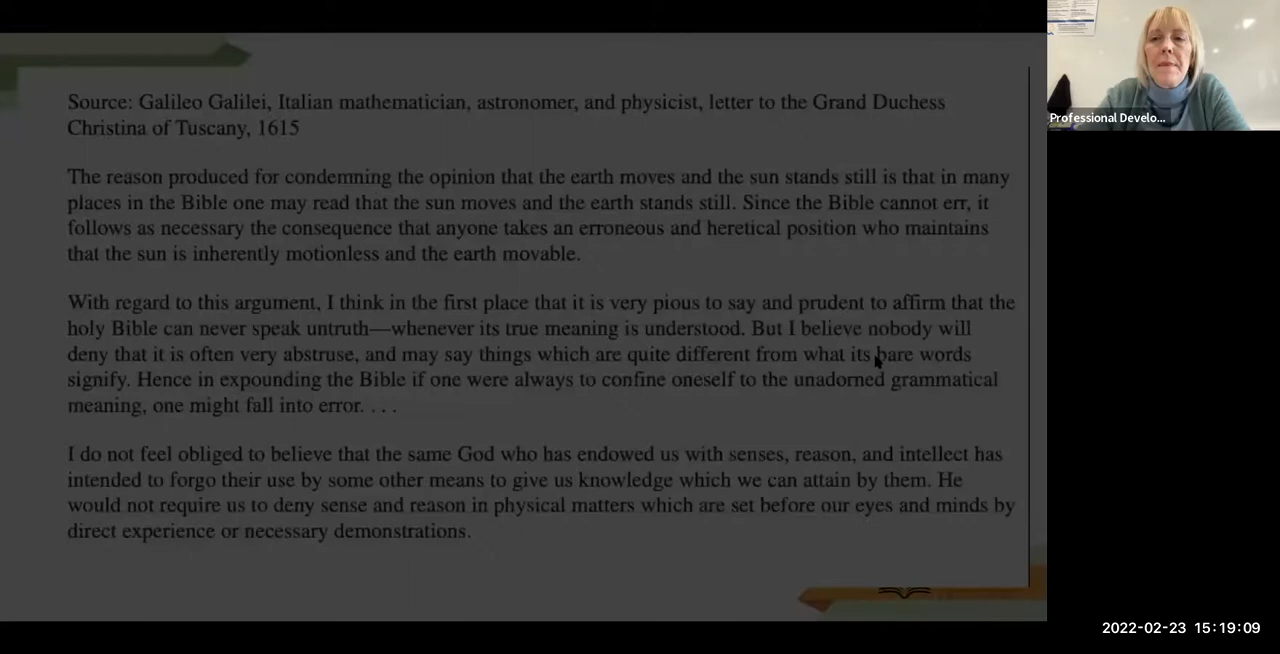 Source: Galileo Galilei, Italian mathematician, astronomer, and physicist, letter to the Grand Duchess
Christina of Tuscany, 1615
The reason produced for condemning the opinion that the earth moves and the sun stands still is that in many
places in the Bible one may read that the sun moves and the earth stands still. Since the Bible cannot err, it
follows as necessary the consequence that anyone takes an erroneous and heretical position who maintains
that the sun is inherently motionless and the earth movable.
With regard to this argument, I think in the first place that it is very pious to say and prudent to affirm that the
holy Bible can never speak untruth—whenever its true meaning is understood. But I believe nobody will
deny that it is often very abstruse, and may say things which are quite different from what its bare words
signify. Hence in expounding the Bible if one were always to confine oneself to the unadorned grammatical
meaning, one might fall into error. . . .
I do not feel obliged to believe that the same God who has endowed us with senses, reason, and intellect has
intended to forgo their use by some other means to give us knowledge which we can attain by them. He
would not require us to deny sense and reason in physical matters which are set before our eyes and minds by
direct experience or necessary demonstrations.
Professional Develo...
2022-02-23 15:19:09